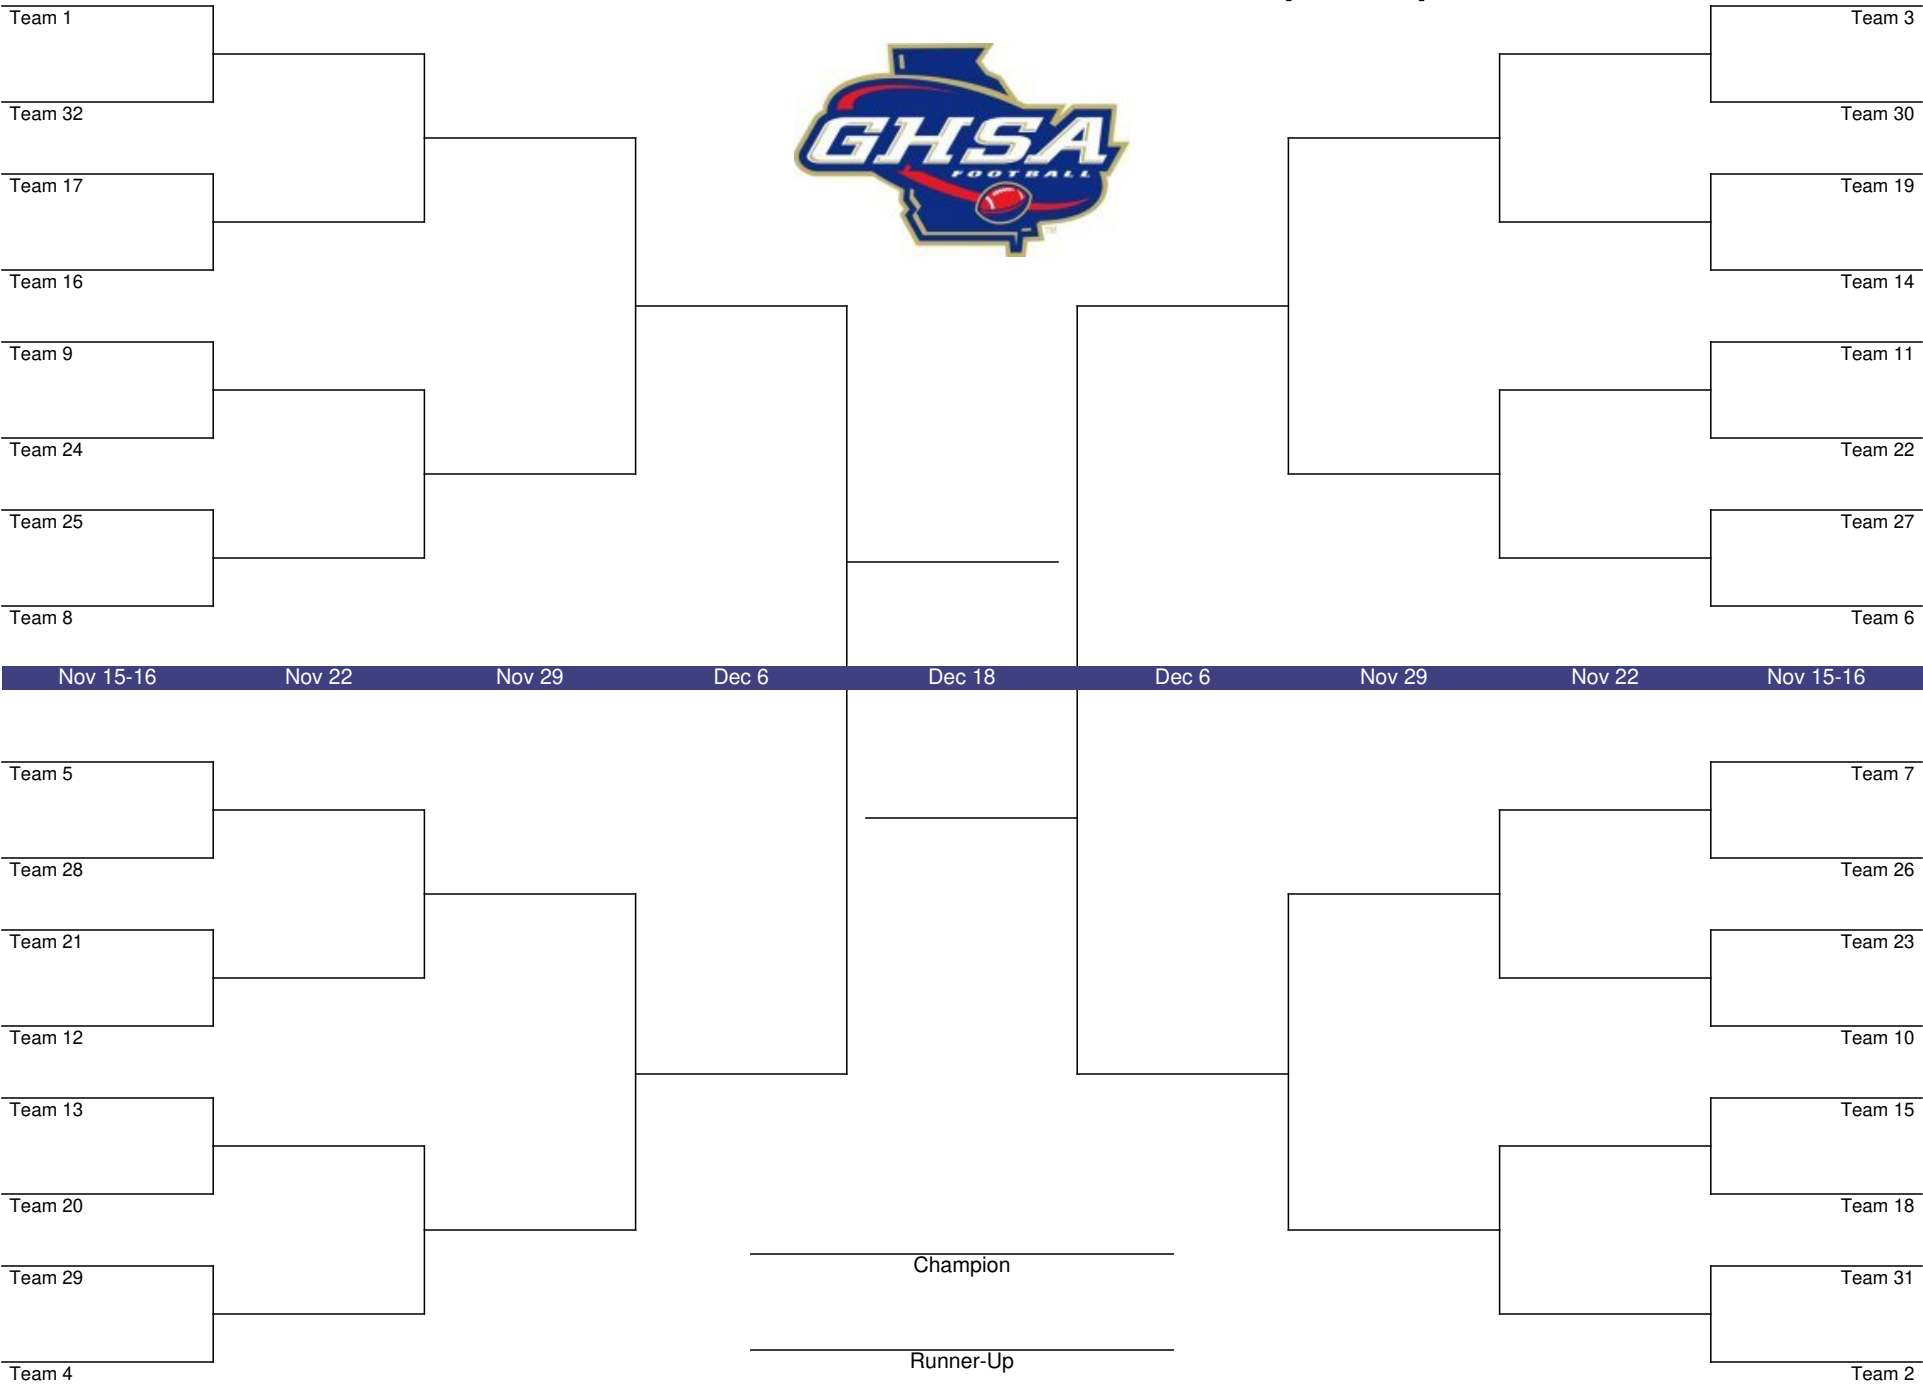 Team 1
Team 3
Team 32
Team 30
GHSA
FOOTBALL
Team 17
Team 19
TM
Team 16
Team 14
Team 9
Team 11
Team 24
Team 22
Team 25
Team 27
Team 8
Team 6
Nov 15-16 Nov 22 Nov 29 Dec 6 Dec 18 Dec 6 Nov 29 Nov 22 Nov 15-16
Team 5
Team 7
Team 28
Team 26
Team 21
Team 23
Team 12
Team 10
Team 13
Team 15
Team 20
Team 18
Champion
Team 29
Team 31
Runner-Up
Team 4
Team 2